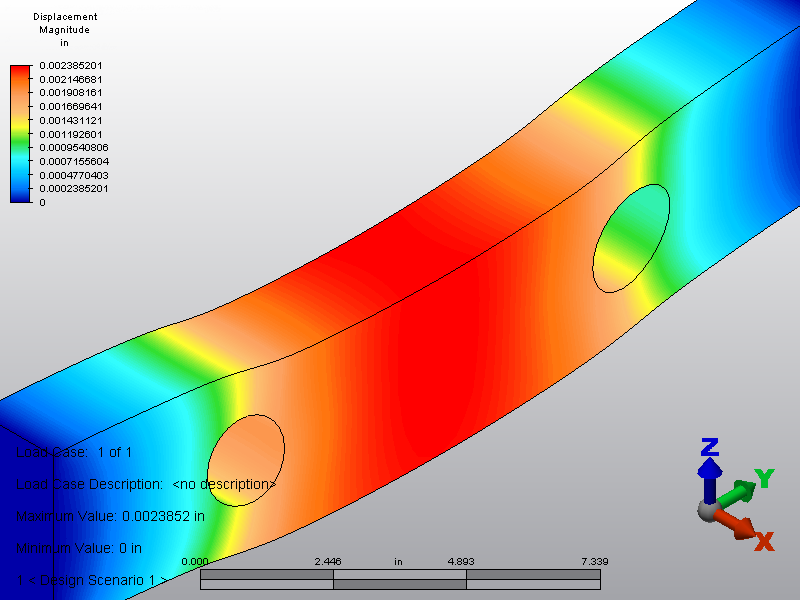 Displacement
Magnitude
in
0.002385201
0.002146681
0.001908161
0.001669641
0.001431121
0.001192601
0.0009540806
0.0007155604
0.0004770403
0.0002385201
0
Load Case: 1 of 1
Load Case Description: <no description>
Maximum Value: 0.0023852 in
Minimum Value: 0 in
0.000 2.446 in 4.893 7.339
1 < Design Scenario 1 >
Z
Y
X